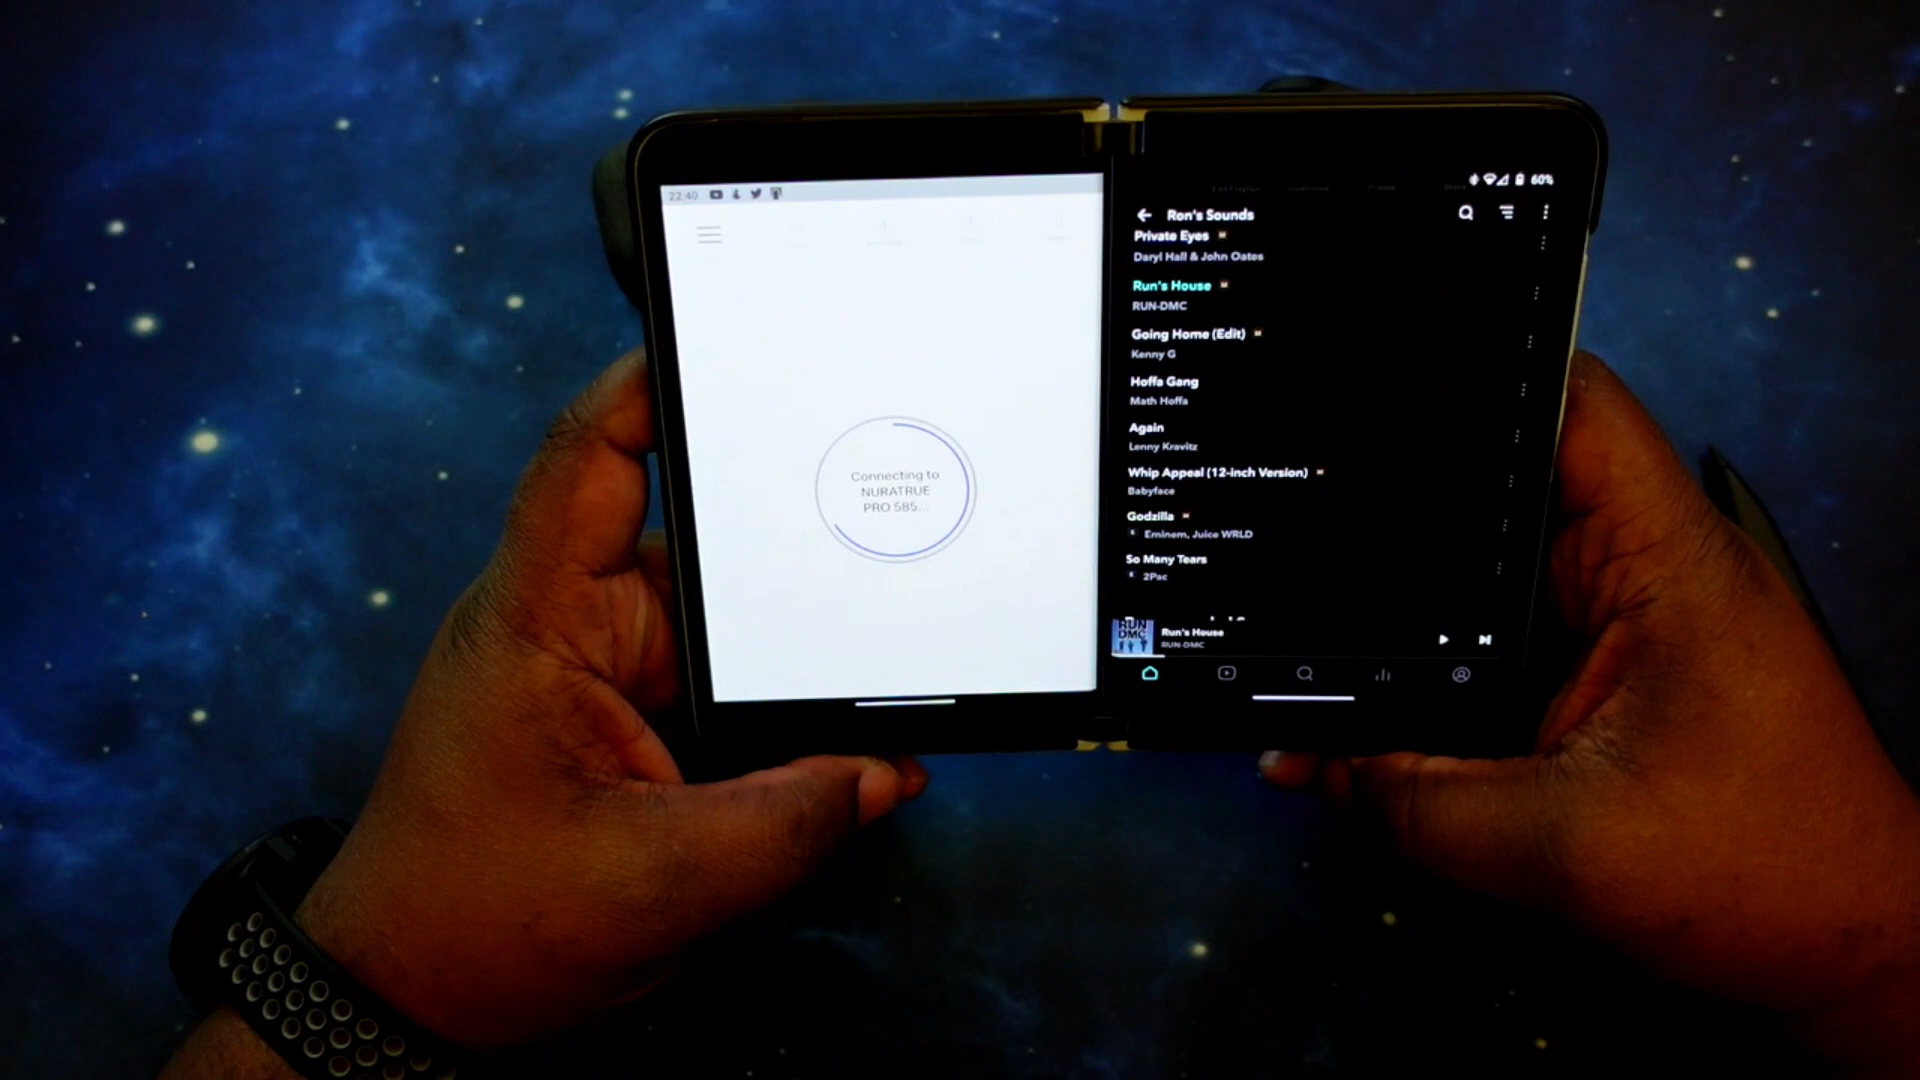 22:40
Connecting to
NURATRUE
PRO 585...
60%
Ron's Sounds
Private Eyes M
Daryl Hall & John Oates
Run's House M
RUN-DMC
Going Home (Edit) M
Kenny G
Hoffa Gang
Math Hoffa
Again
Lenny Kravitz
Whip Appeal (12-inch Version) M
Babyface
Godzilla M
E Eminem, Juice WRLD
So Many Tears
E 2Pac
RUN
DMC
Run's House
RUN-DMC